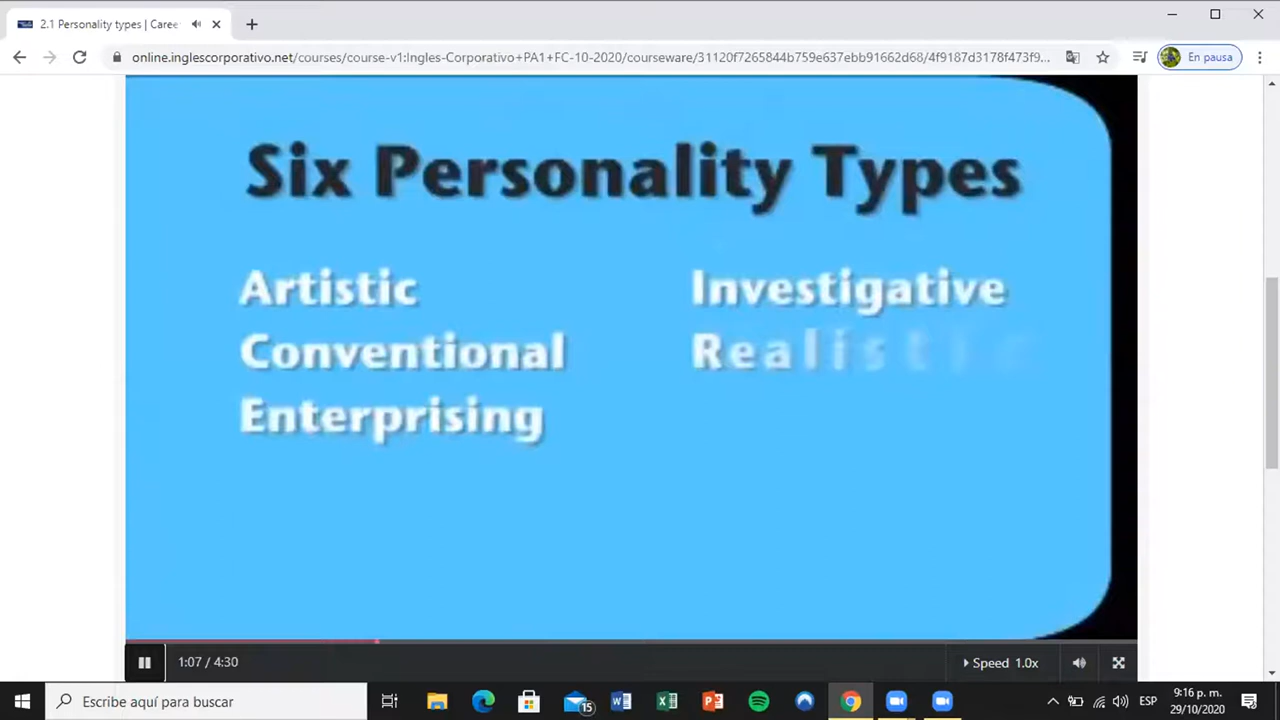 2.1 Personality types | Caree
online.inglescorporativo.net/courses/course-v1:Ingles-Corporativo+PA1+FC-10-2020/courseware/31120f7265844b759e637ebb91662d68/4f9187d3178f473f9...
En pausa
Six Personality Types
Artistic
Investigative
Conventional
Realistic
Enterprising
1:07 / 4:30
Speed 1.0x
Escribe aquí para buscar
15
ESP
9:16 p. m.
29/10/2020